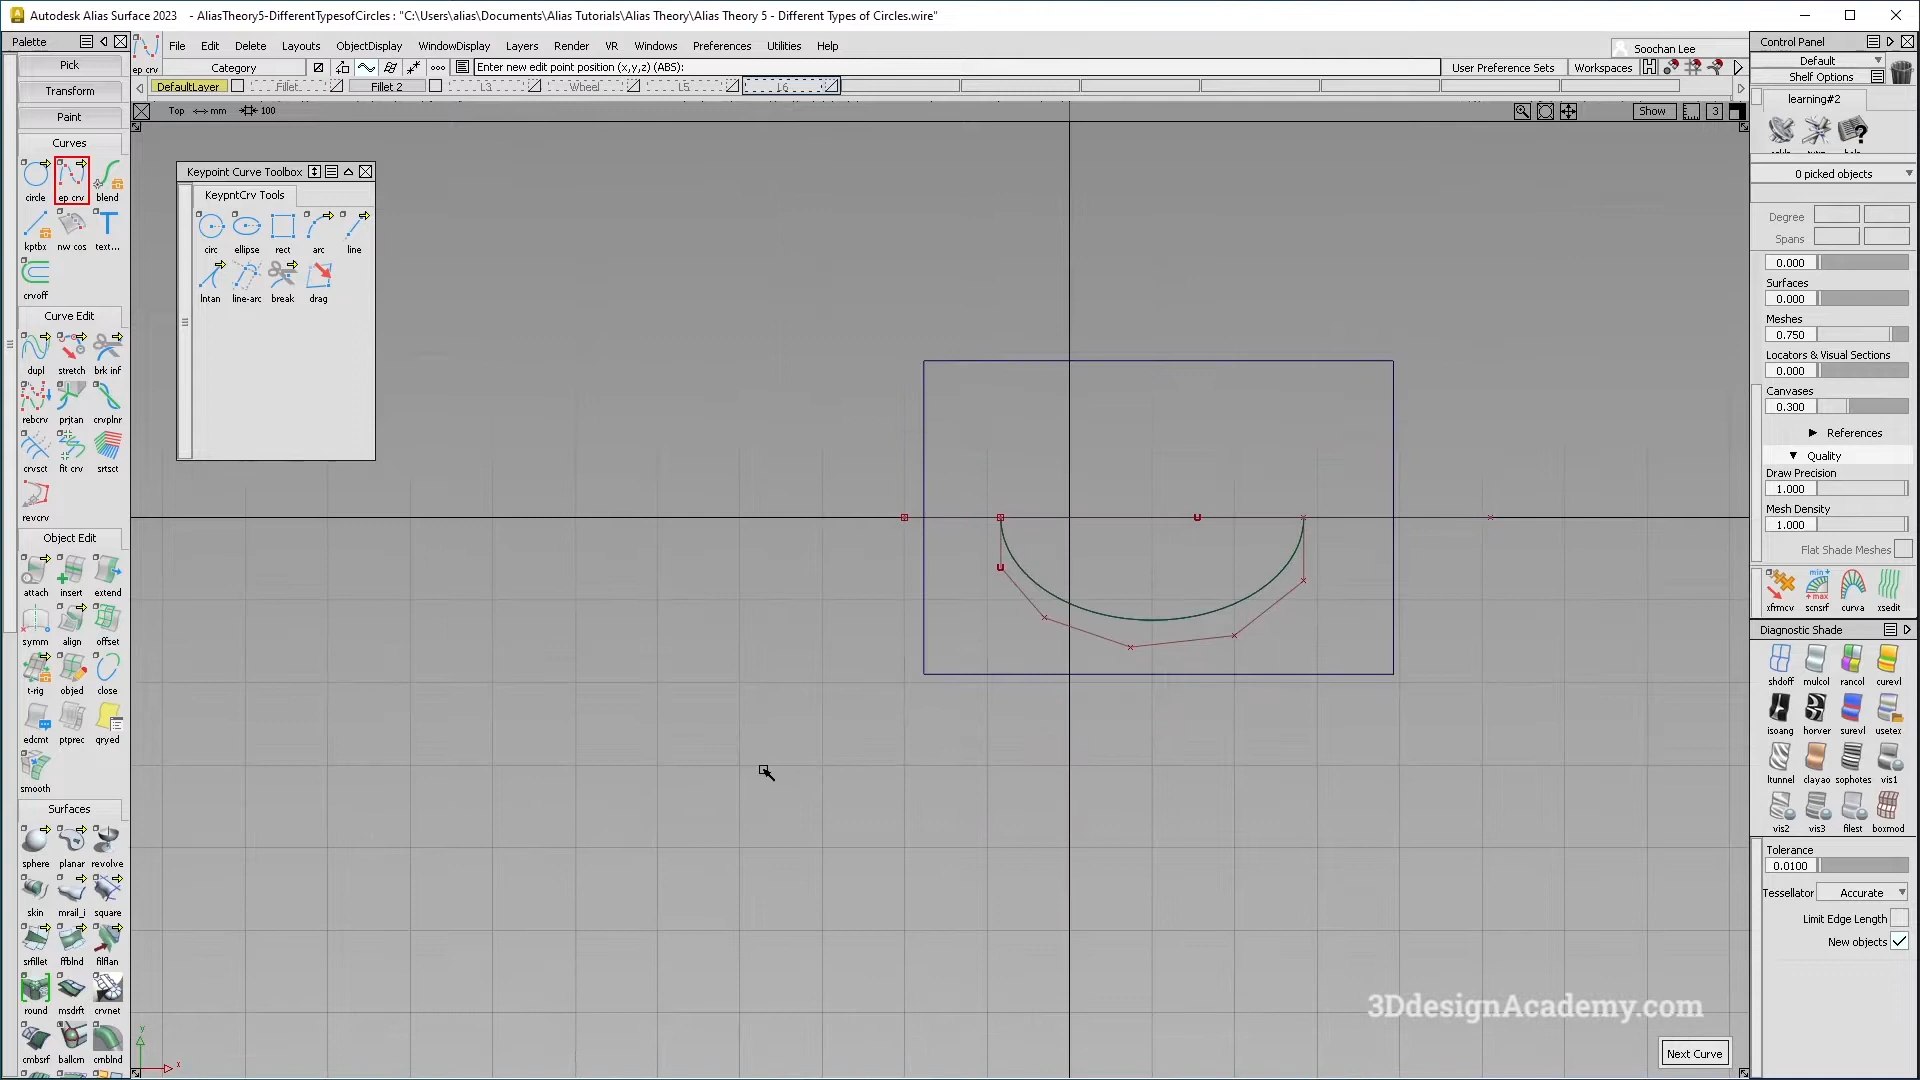 Autodesk Alias Surface 2023 - AliasTheory5-DifferentTypesofCircles : "C:\Users\alias\Documents\Alias Tutorials\Alias Theory\Alias Theory 5 - Different Types of Circles.wire"
Palette
File Edit Delete Layouts ObjectDisplay WindowDisplay Layers Render VR Windows Preferences Utilities Help
Soochan Lee
ep crv
Category
Enter new edit point position (x,y,z) (ABS):
User Preference Sets
Workspaces
DefaultLayer
Fillet
Fillet 2
L3
Wheel
L5
L6
Top mm 100
Show
3
Keypoint Curve Toolbox
KeypntCrv Tools
circ ellipse rect arc line
lntan line-arc break drag
Pick
Transform
Paint
Curves
circle ep crv blend
kptbx nw cos text...
crvoff
Curve Edit
dupl stretch brk inf
rebcrv prjtan crvplnr
crvsct fit crv srtsct
revcrv
Object Edit
attach insert extend
symm align offset
t-rig objed close
edcmt ptprec qryed
smooth
Surfaces
sphere planar revolve
skin mrail_i square
srfillet ffblnd filflan
round msdrft crvnet
cmbsrf ballcrn crnblnd
y
x
Control Panel
Default
Shelf Options
learning#2
0 picked objects
Degree
Spans
0.000
Surfaces
0.000
Meshes
0.750
Locators & Visual Sections
0.000
Canvases
0.300
References
Quality
Draw Precision
1.000
Mesh Density
1.000
Flat Shade Meshes
xfrmcv scnsrf curva xsedit
Diagnostic Shade
shdoff mulcol rancol curevl
isoang horver surevl usetex
ltunnel clayao sophotes vis1
vis2 vis3 filest boxmod
Tolerance
0.0100
Tessellator Accurate
Limit Edge Length
New objects
3DdesignAcademy.com
Next Curve